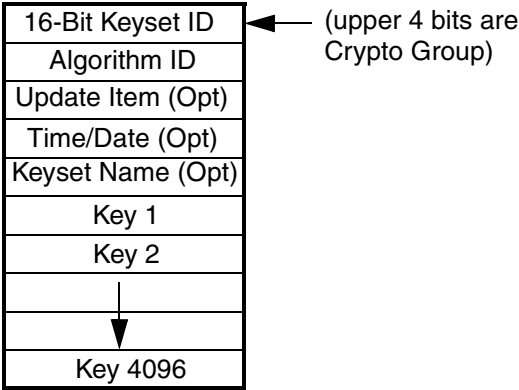 16-Bit Keyset ID
(upper 4 bits are
Crypto Group)
Algorithm ID
Update Item (Opt)
Time/Date (Opt)
Keyset Name (Opt)
Key 1
Key 2
Key 4096